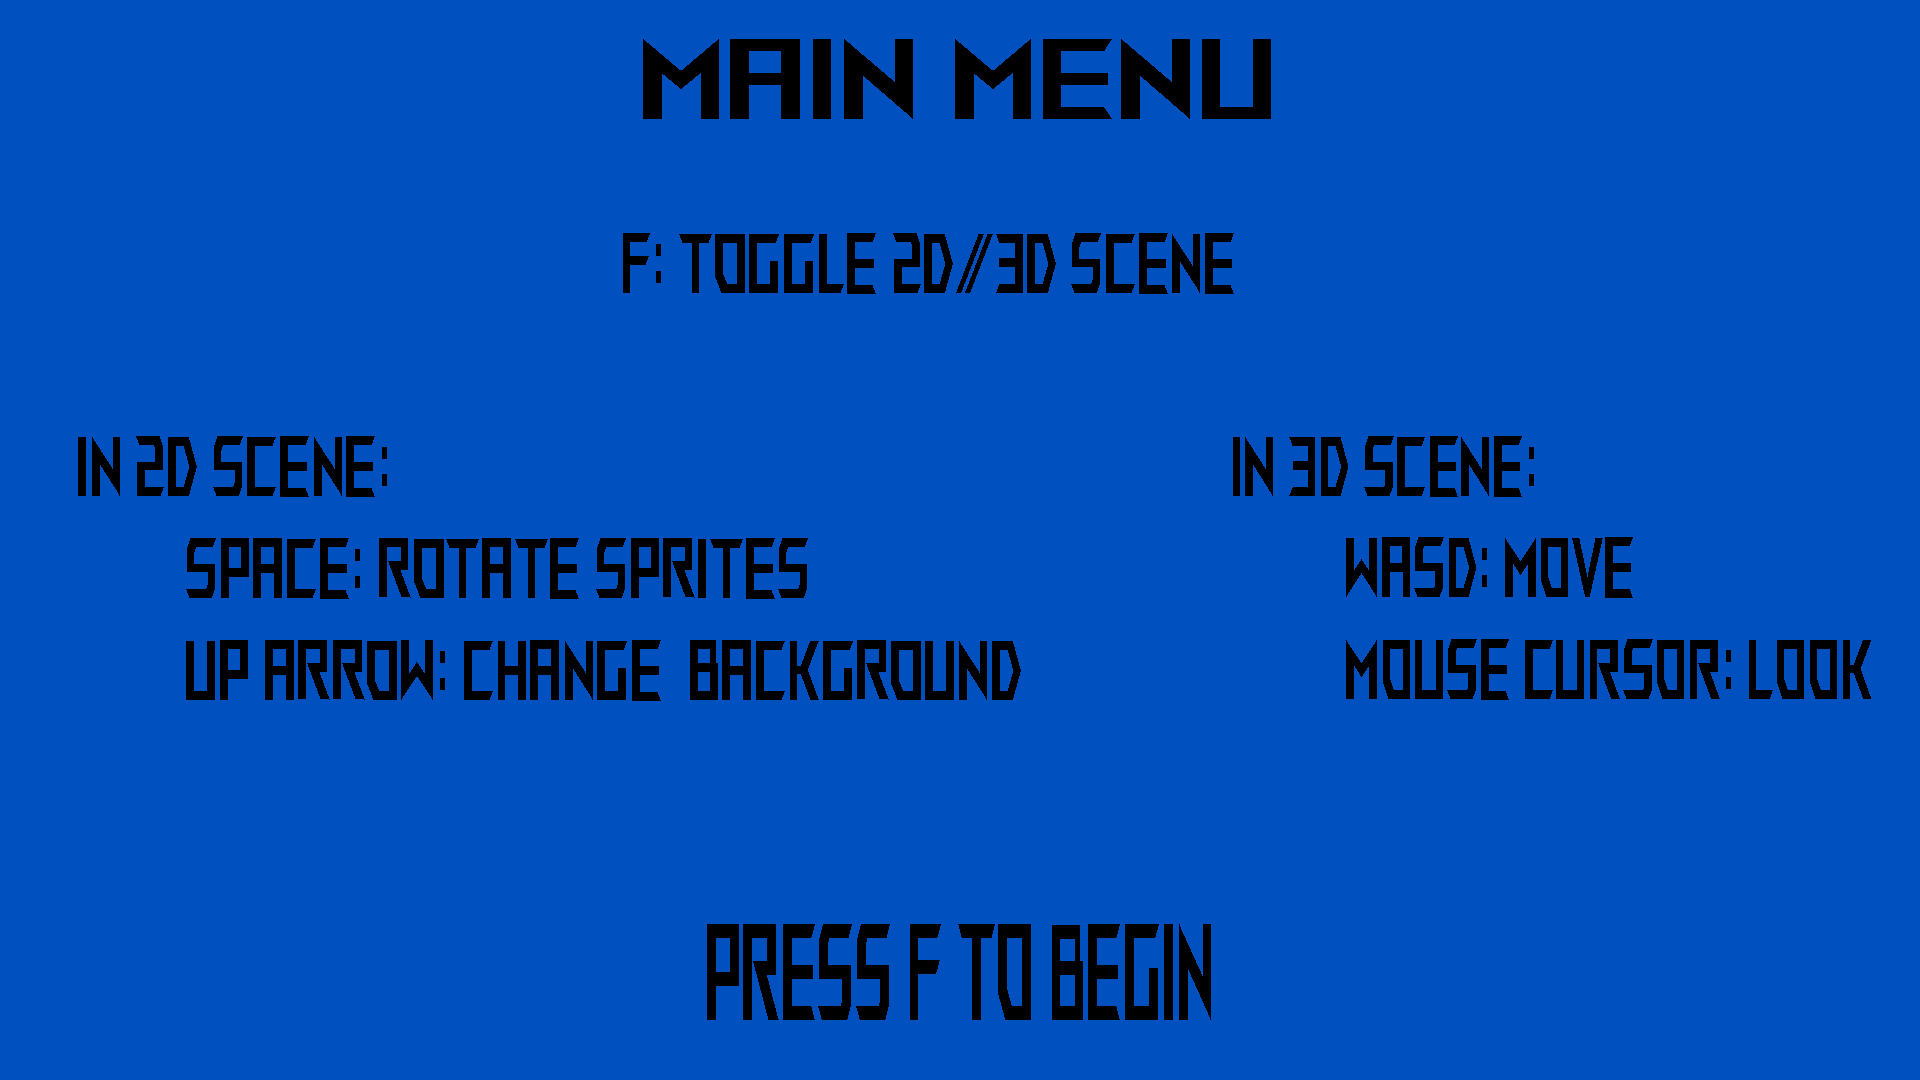 MAIN MENU
F: TOGGLE 2D//3D SCENE
IN 2D SCENE:
SPACE: ROTATE SPRITES
UP ARROW: CHANGE BACKGROUND
IN 3D SCENE:
WASD: MOVE
MOUSE CURSOR: LOOK
PRESS F TO BEGIN